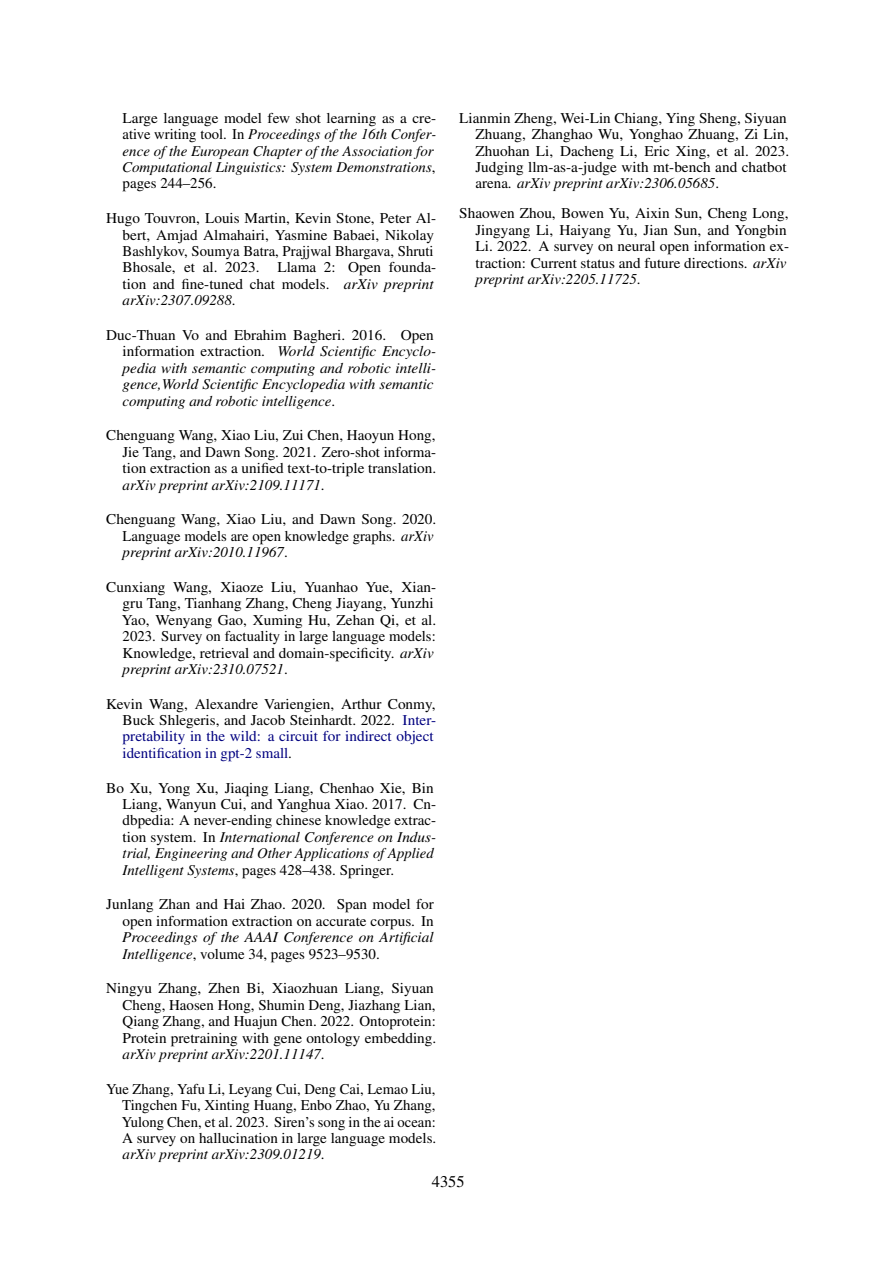 Large language model few shot learning as a cre-
ative writing tool. In Proceedings of the 16th Confer-
ence of the European Chapter of the Association for
Computational Linguistics: System Demonstrations,
pages 244–256.
Hugo Touvron, Louis Martin, Kevin Stone, Peter Al-
bert, Amjad Almahairi, Yasmine Babaei, Nikolay
Bashlykov, Soumya Batra, Prajjwal Bhargava, Shruti
Bhosale, et al. 2023. Llama 2: Open founda-
tion and fine-tuned chat models. arXiv preprint
arXiv:2307.09288.
Duc-Thuan Vo and Ebrahim Bagheri. 2016. Open
information extraction. World Scientific Encyclo-
pedia with semantic computing and robotic intelli-
gence,World Scientific Encyclopedia with semantic
computing and robotic intelligence.
Chenguang Wang, Xiao Liu, Zui Chen, Haoyun Hong,
Jie Tang, and Dawn Song. 2021. Zero-shot informa-
tion extraction as a unified text-to-triple translation.
arXiv preprint arXiv:2109.11171.
Chenguang Wang, Xiao Liu, and Dawn Song. 2020.
Language models are open knowledge graphs. arXiv
preprint arXiv:2010.11967.
Cunxiang Wang, Xiaoze Liu, Yuanhao Yue, Xian-
gru Tang, Tianhang Zhang, Cheng Jiayang, Yunzhi
Yao, Wenyang Gao, Xuming Hu, Zehan Qi, et al.
2023. Survey on factuality in large language models:
Knowledge, retrieval and domain-specificity. arXiv
preprint arXiv:2310.07521.
Kevin Wang, Alexandre Variengien, Arthur Conmy,
Buck Shlegeris, and Jacob Steinhardt. 2022. Inter-
pretability in the wild: a circuit for indirect object
identification in gpt-2 small.
Bo Xu, Yong Xu, Jiaqing Liang, Chenhao Xie, Bin
Liang, Wanyun Cui, and Yanghua Xiao. 2017. Cn-
dbpedia: A never-ending chinese knowledge extrac-
tion system. In International Conference on Indus-
trial, Engineering and Other Applications of Applied
Intelligent Systems, pages 428–438. Springer.
Junlang Zhan and Hai Zhao. 2020. Span model for
open information extraction on accurate corpus. In
Proceedings of the AAAI Conference on Artificial
Intelligence, volume 34, pages 9523–9530.
Ningyu Zhang, Zhen Bi, Xiaozhuan Liang, Siyuan
Cheng, Haosen Hong, Shumin Deng, Jiazhang Lian,
Qiang Zhang, and Huajun Chen. 2022. Ontoprotein:
Protein pretraining with gene ontology embedding.
arXiv preprint arXiv:2201.11147.
Yue Zhang, Yafu Li, Leyang Cui, Deng Cai, Lemao Liu,
Tingchen Fu, Xinting Huang, Enbo Zhao, Yu Zhang,
Yulong Chen, et al. 2023. Siren's song in the ai ocean:
A survey on hallucination in large language models.
arXiv preprint arXiv:2309.01219.
Lianmin Zheng, Wei-Lin Chiang, Ying Sheng, Siyuan
Zhuang, Zhanghao Wu, Yonghao Zhuang, Zi Lin,
Zhuohan Li, Dacheng Li, Eric Xing, et al. 2023.
Judging llm-as-a-judge with mt-bench and chatbot
arena. arXiv preprint arXiv:2306.05685.
Shaowen Zhou, Bowen Yu, Aixin Sun, Cheng Long,
Jingyang Li, Haiyang Yu, Jian Sun, and Yongbin
Li. 2022. A survey on neural open information ex-
traction: Current status and future directions. arXiv
preprint arXiv:2205.11725.
4355